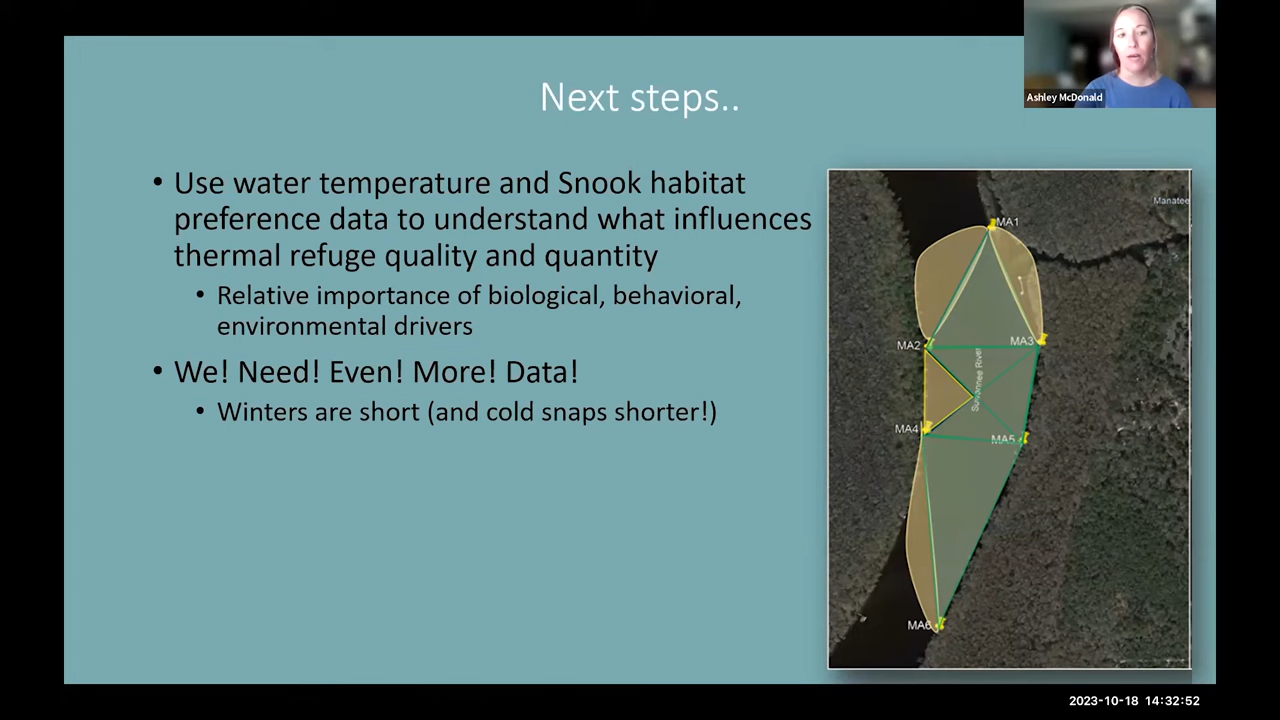 Next steps..
Ashley McDonald
• Use water temperature and Snook habitat
preference data to understand what influences
thermal refuge quality and quantity
• Relative importance of biological, behavioral,
environmental drivers
• We! Need! Even! More! Data!
• Winters are short (and cold snaps shorter!)
Manatee
MA1
MA2
MA3
Suwannee River
MA4
MA5
MA6
2023-10-18 14:32:52